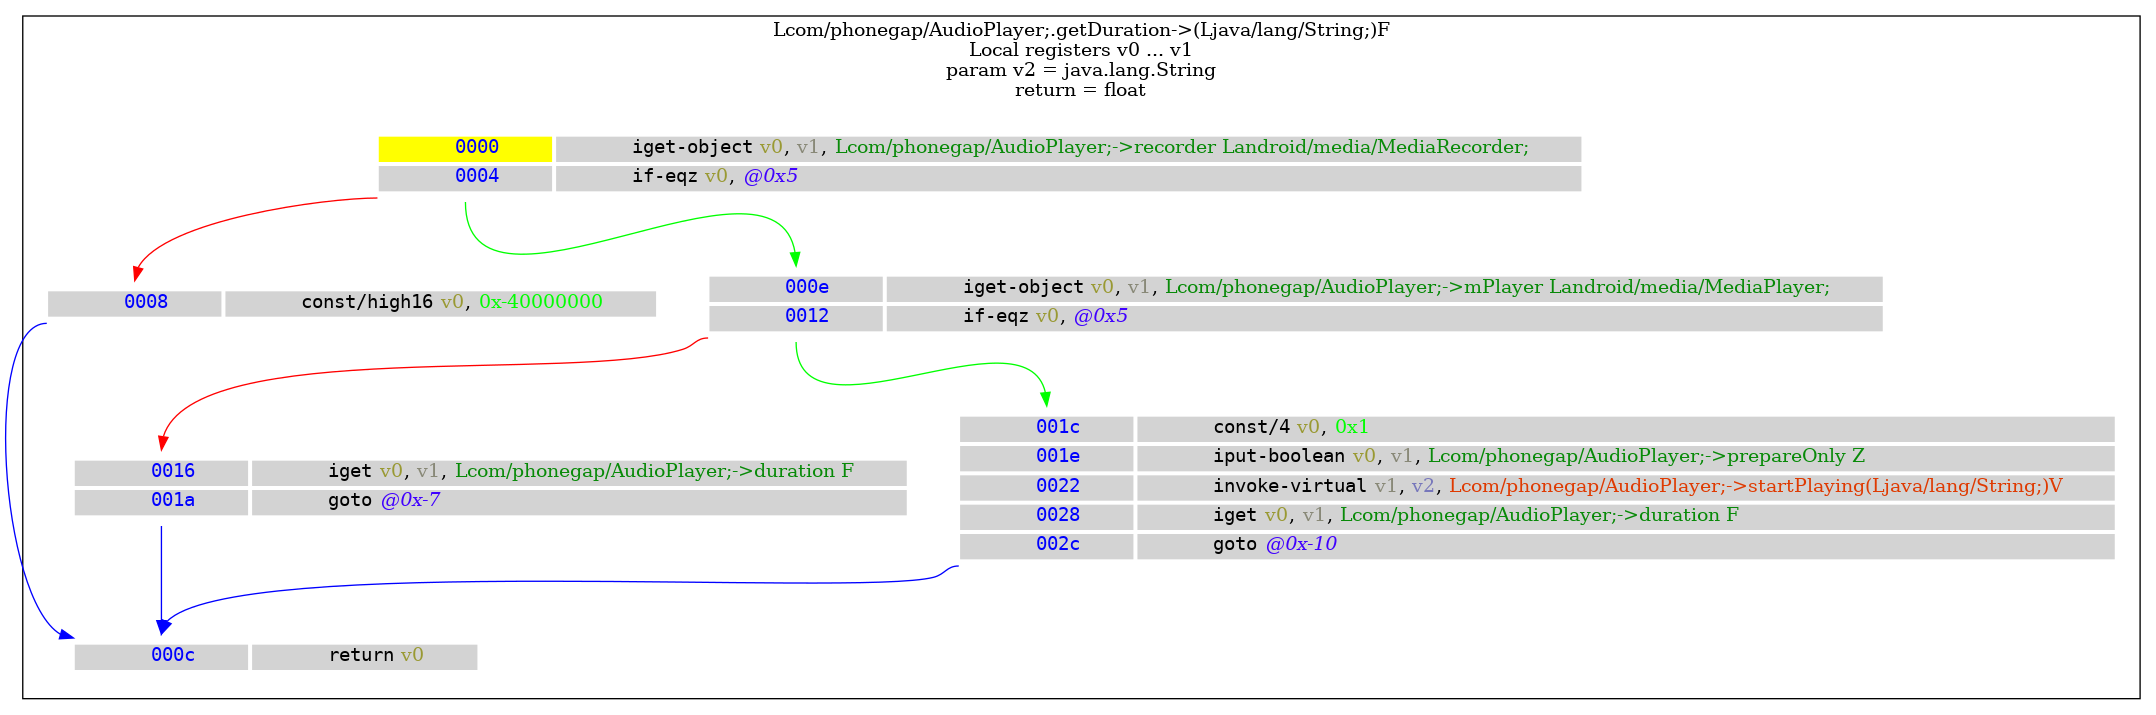 Lcom/phonegap/AudioPlayer;.getDuration->(Ljava/lang/String;)F
Local registers v0 ... v1
param v2 = java.lang.String
return = float
0000 iget-object v0, v1, Lcom/phonegap/AudioPlayer;->recorder Landroid/media/MediaRecorder;
0004 if-eqz v0, @0x5
0008 const/high16 v0, 0x-40000000
000e iget-object v0, v1, Lcom/phonegap/AudioPlayer;->mPlayer Landroid/media/MediaPlayer;
0012 if-eqz v0, @0x5
0016 iget v0, v1, Lcom/phonegap/AudioPlayer;->duration F
001a goto @0x-7
001c const/4 v0, 0x1
001e iput-boolean v0, v1, Lcom/phonegap/AudioPlayer;->prepareOnly Z
0022 invoke-virtual v1, v2, Lcom/phonegap/AudioPlayer;->startPlaying(Ljava/lang/String;)V
0028 iget v0, v1, Lcom/phonegap/AudioPlayer;->duration F
002c goto @0x-10
000c return v0